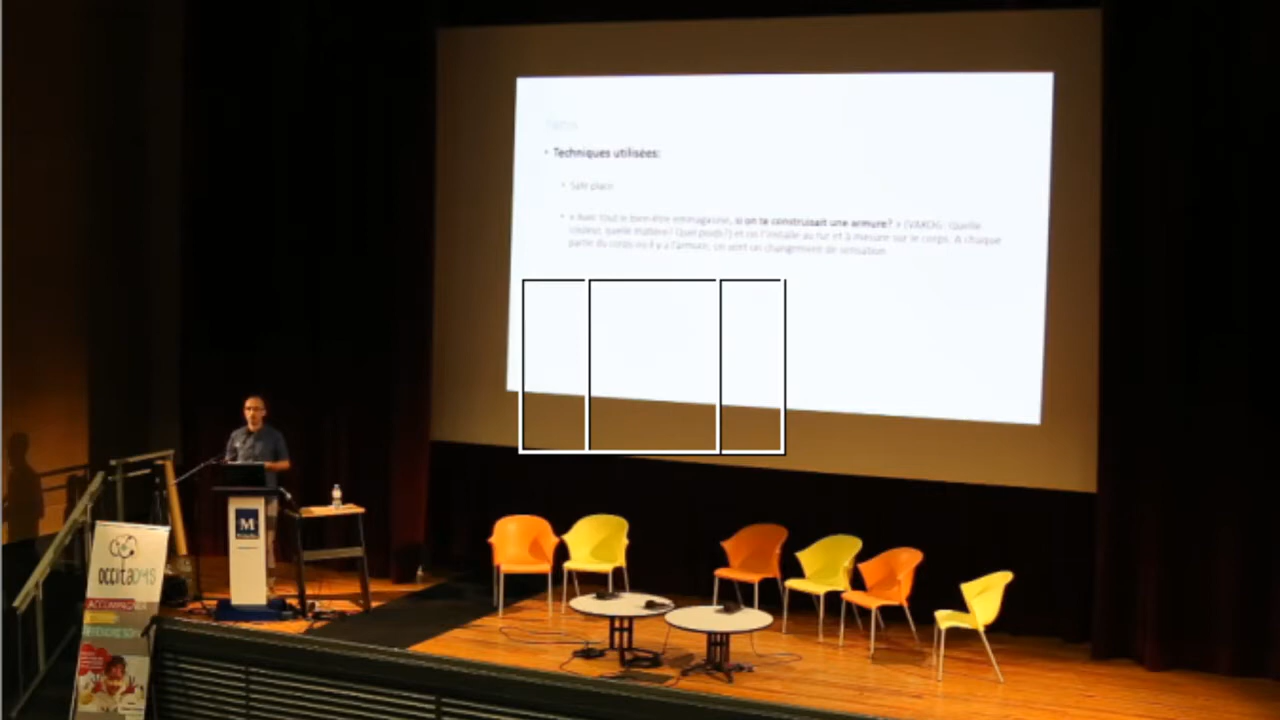 • Techniques utilisées:
• Safe place
• « Avec tout le bien-être emmagasiné, si on te construisait une armure? » (VAKOG : Quelle
couleur, quelle matière? Quel poids?) et on l'installe au fur et à mesure sur le corps. A chaque
partie du corps où il y a l'armure, on sent un changement de sensation.
M
OCCITADYS
ACCOMPAGNER